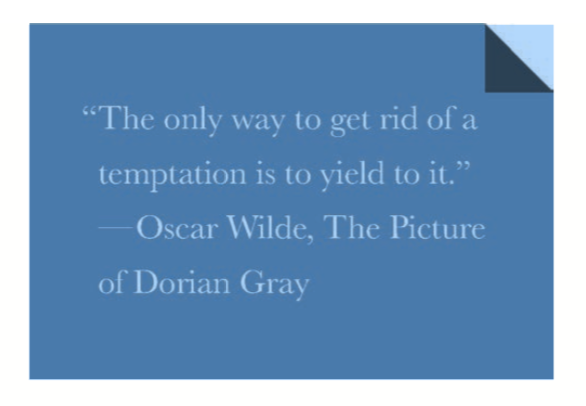 “The only way to get rid of a
temptation is to yield to it.”
—Oscar Wilde, The Picture
of Dorian Gray